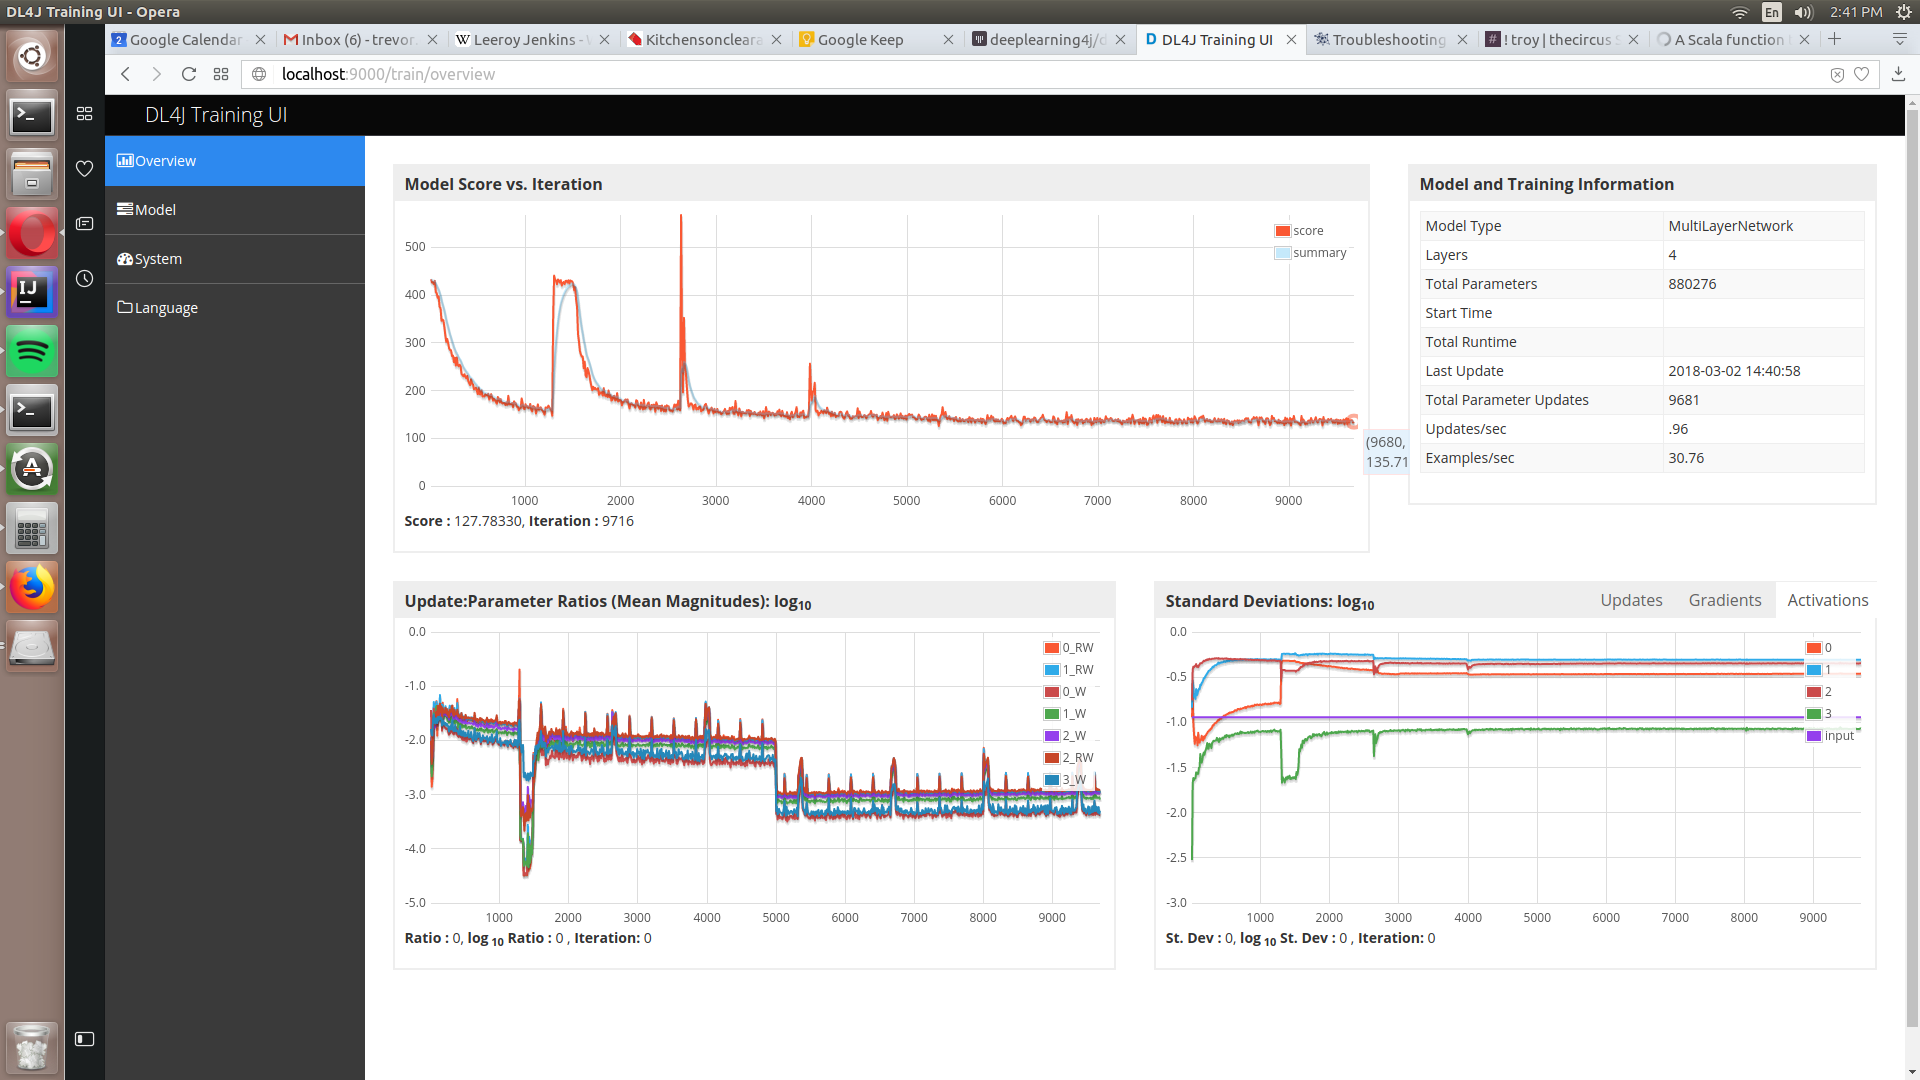 DL4J Training UI - Opera
En
2:41 PM
2 Google Calendar
Inbox (6) - trevor.
W Leeroy Jenkins -
Kitchensonclear
Google Keep
deeplearning4j/d
D DL4J Training UI
Troubleshooting
# ! troy | thecircus
A Scala function
localhost:9000/train/overview
DL4J Training UI
Overview
Model
System
Language
IJ
Model Score vs. Iteration
500
400
300
200
100
0
1000
2000
3000
4000
5000
6000
7000
8000
9000
score
summary
(9680,
135.71
Score : 127.78330, Iteration : 9716
Model and Training Information
Model Type MultiLayerNetwork
Layers 4
Total Parameters 880276
Start Time
Total Runtime
Last Update 2018-03-02 14:40:58
Total Parameter Updates 9681
Updates/sec .96
Examples/sec 30.76
Update:Parameter Ratios (Mean Magnitudes): log10
0.0
-1.0
-2.0
-3.0
-4.0
-5.0
1000
2000
3000
4000
5000
6000
7000
8000
9000
0_RW
1_RW
0_W
1_W
2_W
2_RW
3_W
Ratio : 0, log 10 Ratio : 0 , Iteration: 0
Standard Deviations: log10
Updates
Gradients
Activations
0.0
-0.5
-1.0
-1.5
-2.0
-2.5
-3.0
1000
2000
3000
4000
5000
6000
7000
8000
9000
0
1
2
3
input
St. Dev : 0, log 10 St. Dev : 0 , Iteration: 0